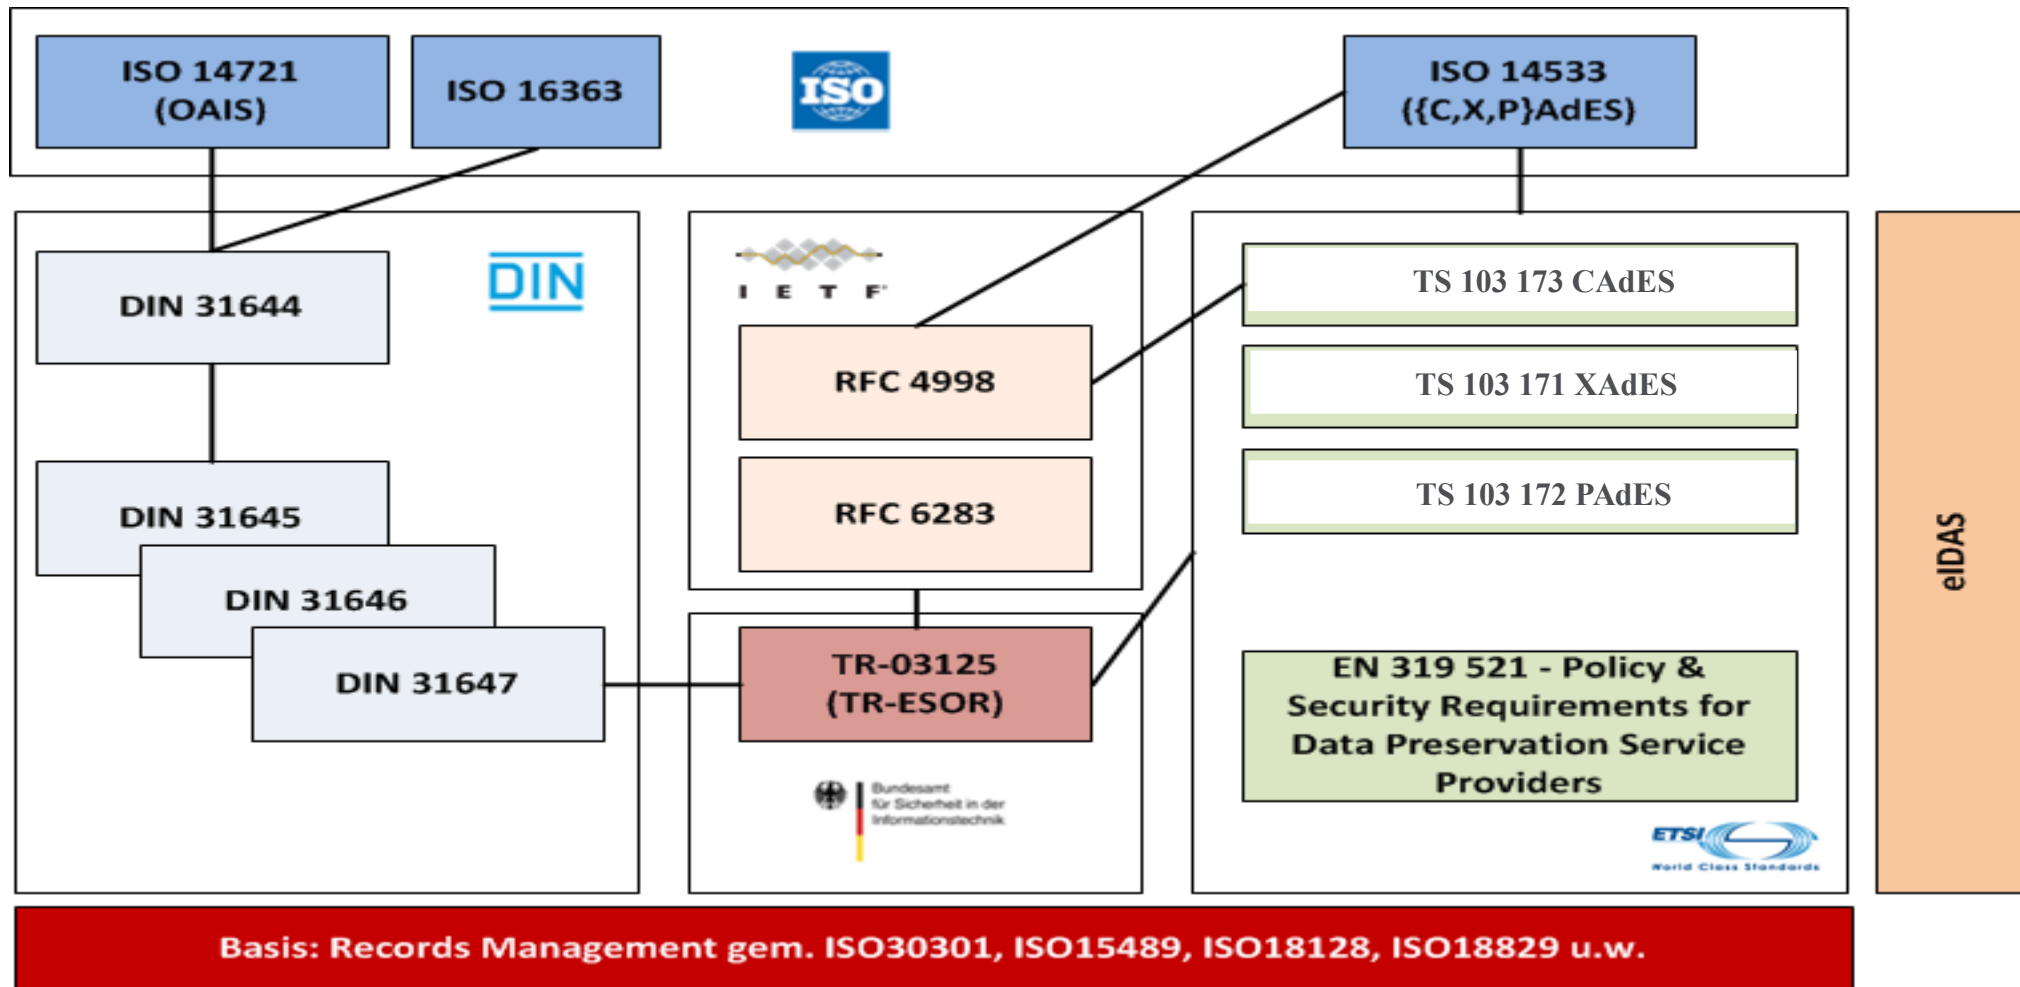 ISO 14721
(OAIS)
ISO 16363
ISO
ISO 14533
({C,X,P}AdES)
DIN 31644
DIN
DIN 31645
DIN 31646
DIN 31647
I E T F®
RFC 4998
RFC 6283
TR-03125
(TR-ESOR)
Bundesamt
für Sicherheit in der
Informationstechnik
TS 103 173 CAdES
TS 103 171 XAdES
TS 103 172 PAdES
EN 319 521 - Policy &
Security Requirements for
Data Preservation Service
Providers
ETSI
World Class Standards
eIDAS
Basis: Records Management gem. ISO30301, ISO15489, ISO18128, ISO18829 u.w.